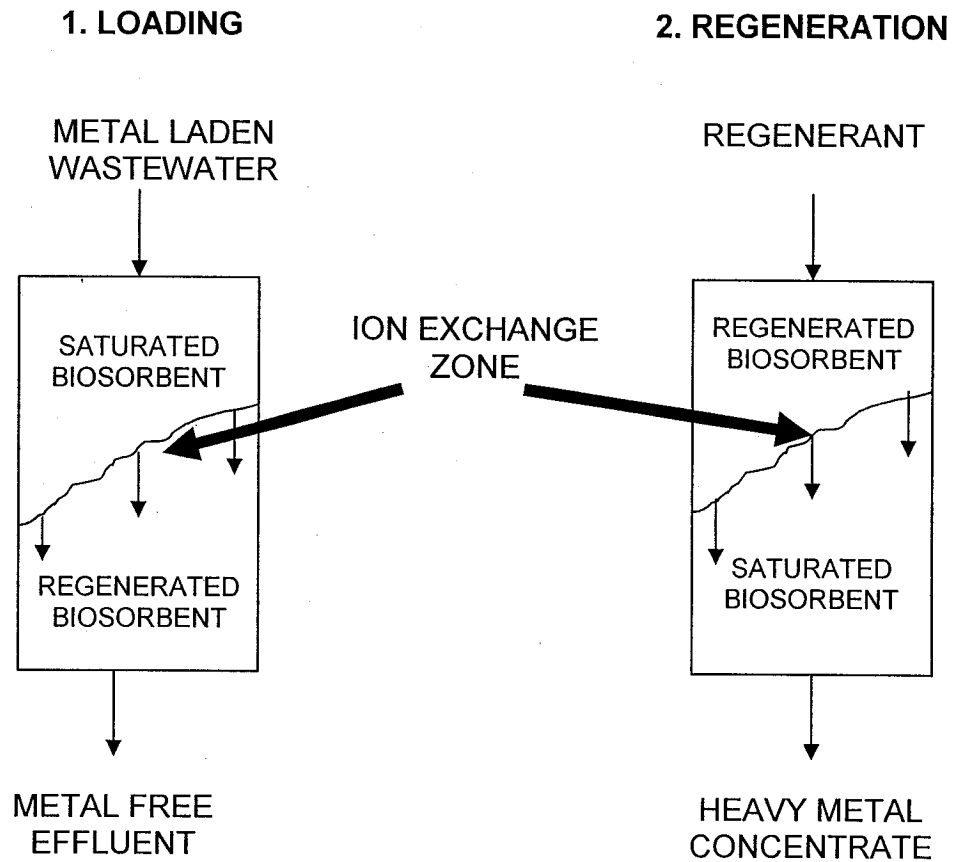 1. LOADING
METAL LADEN
WASTEWATER
SATURATED
BIOSORBENT
REGENERATED
BIOSORBENT
METAL FREE
EFFLUENT
ION EXCHANGE
ZONE
2. REGENERATION
REGENERANT
REGENERATED
BIOSORBENT
SATURATED
BIOSORBENT
HEAVY METAL
CONCENTRATE